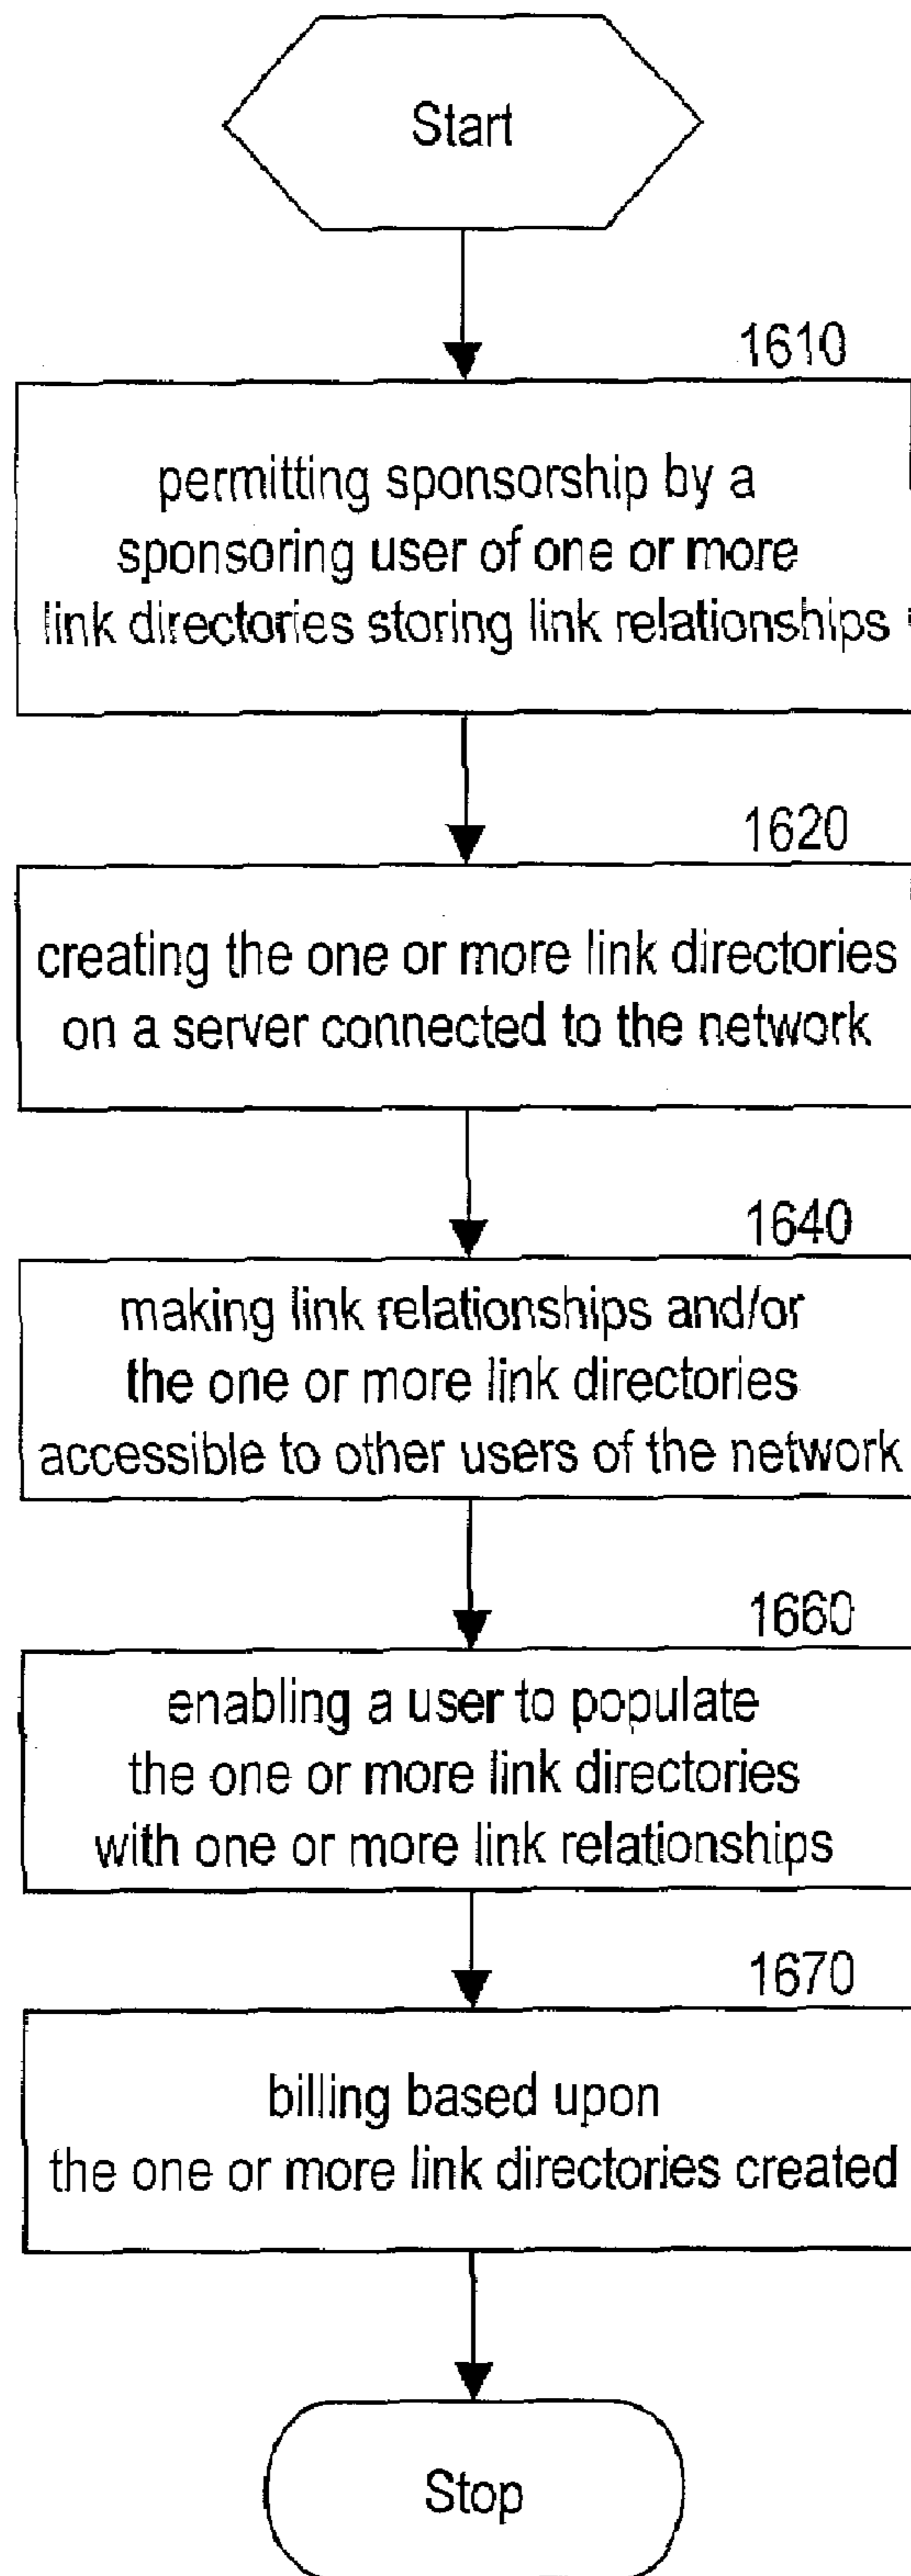 Start
1610
permitting sponsorship by a
sponsoring user of one or more
link directories storing link relationships
1620
creating the one or more link directories
on a server connected to the network
1640
making link relationships and/or
the one or more link directories
accessible to other users of the network
1660
enabling a user to populate
the one or more link directories
with one or more link relationships
1670
billing based upon
the one or more link directories created
Stop